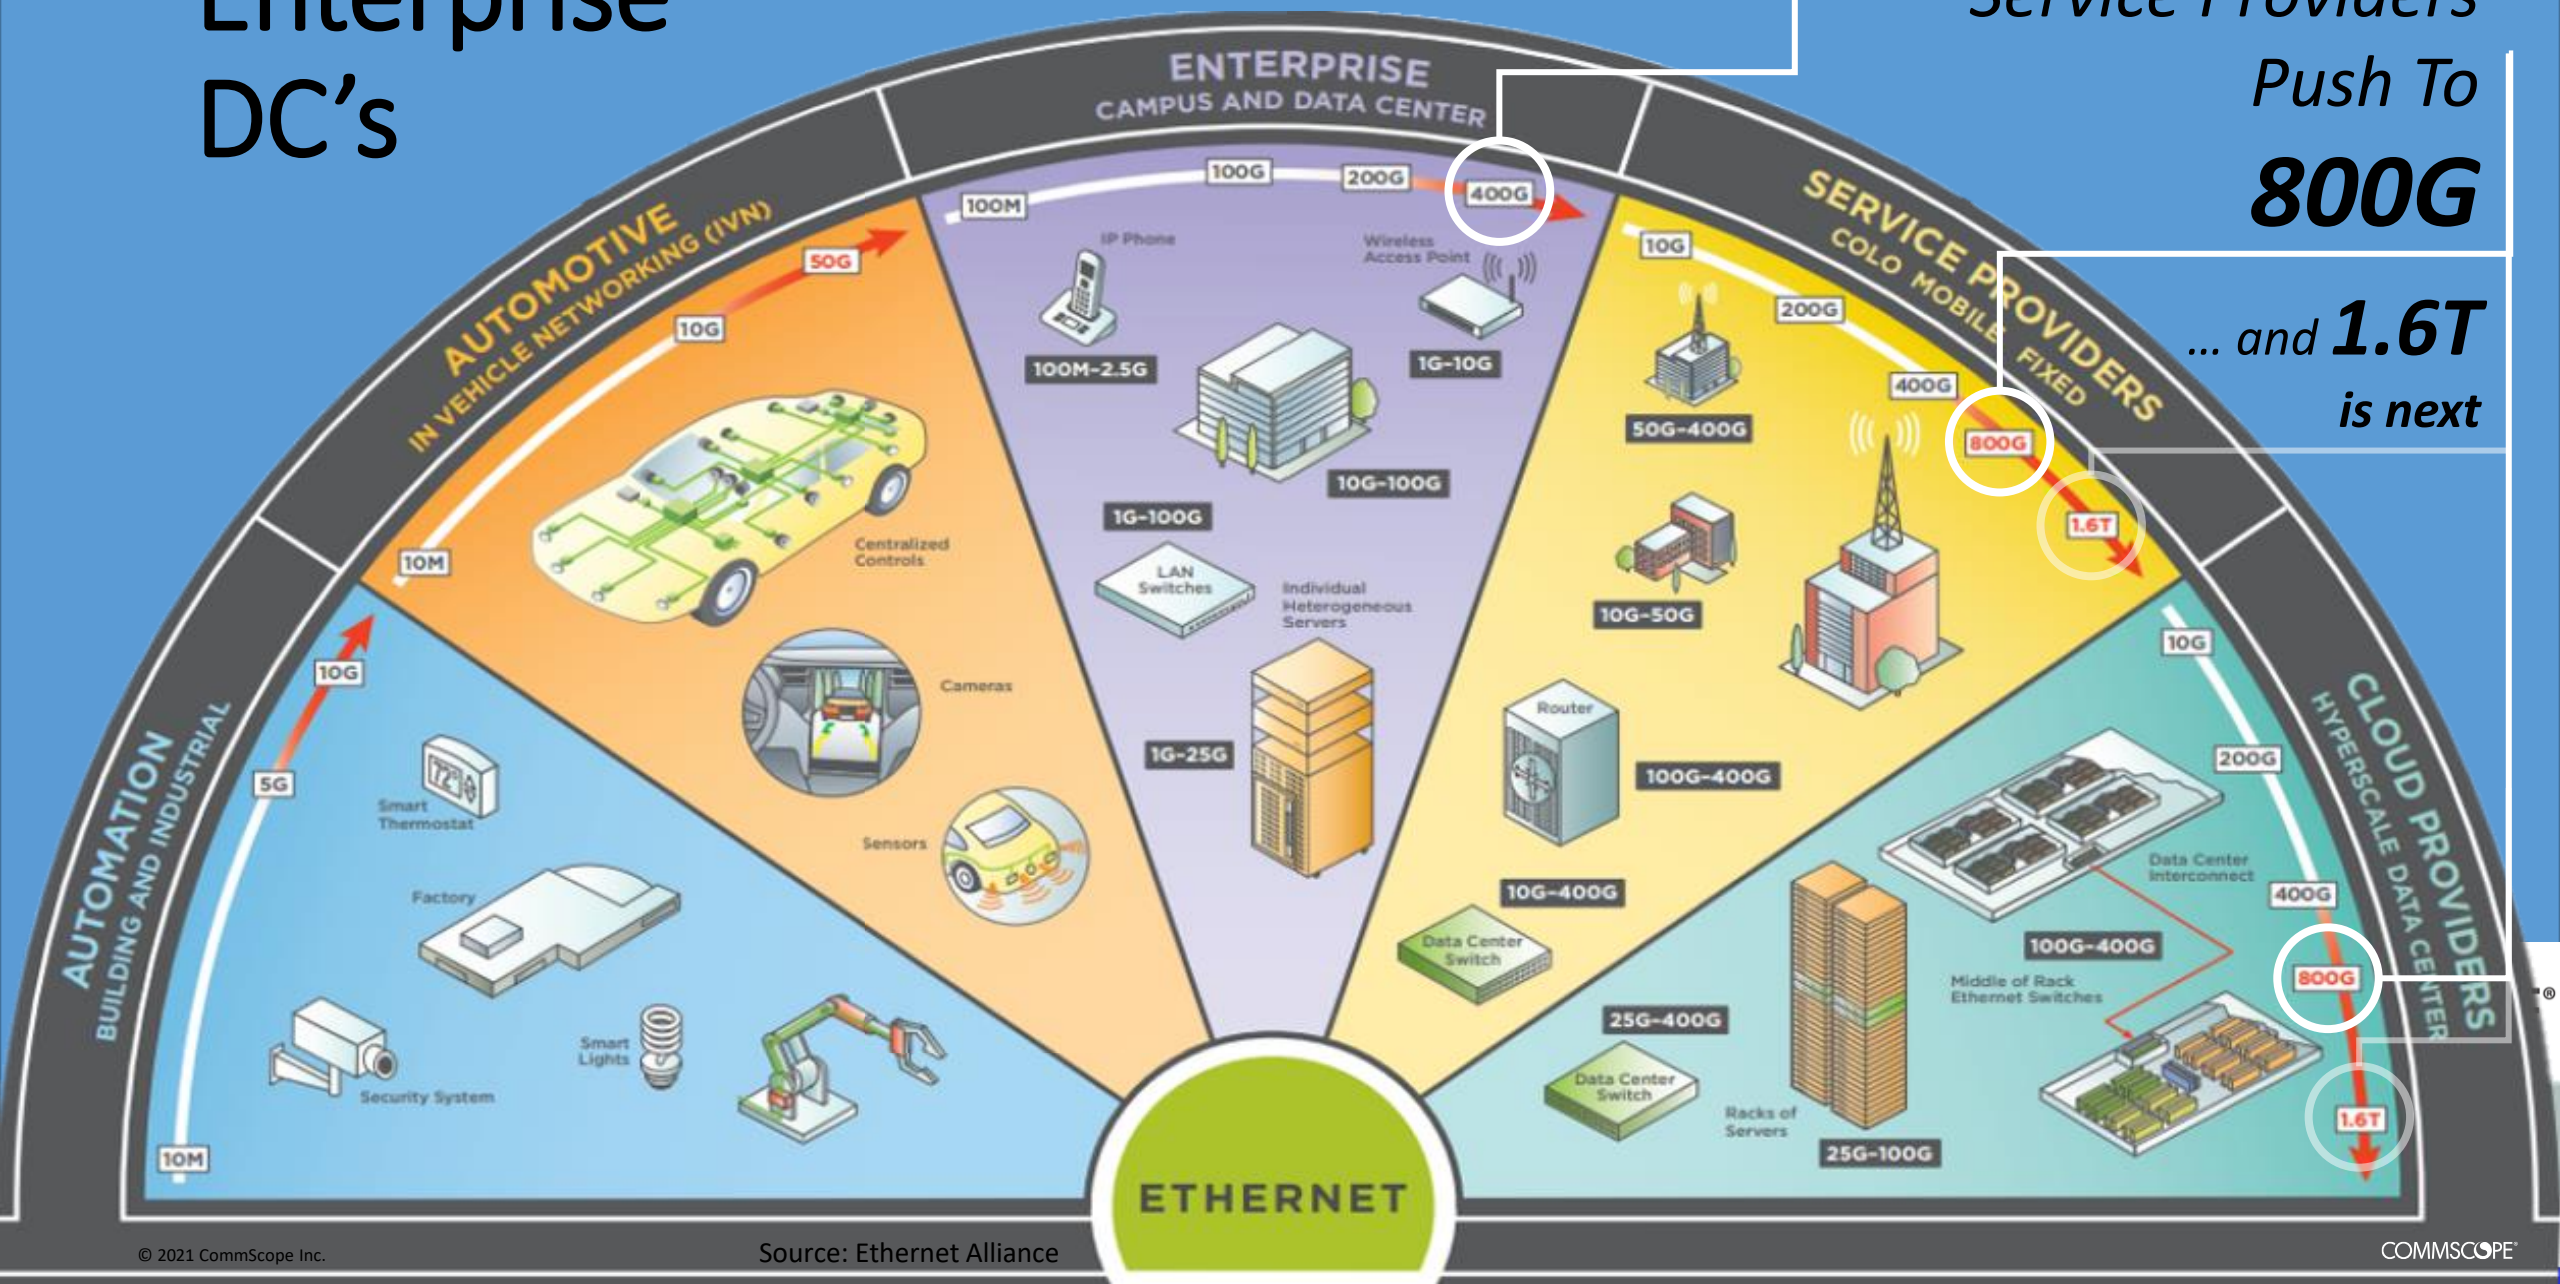 Enterprise
DC's
Service Providers
Push To
800G
... and 1.6T
is next
AUTOMATION
BUILDING AND INDUSTRIAL
10M
5G
10G
Smart
Thermostat
Factory
Security System
Smart
Lights
AUTOMOTIVE
IN VEHICLE NETWORKING (IVN)
10M
10G
50G
Centralized
Controls
Cameras
Sensors
ENTERPRISE
CAMPUS AND DATA CENTER
100M
100G
200G
400G
IP Phone
100M-2.5G
Wireless
Access Point
1G-10G
10G-100G
1G-100G
LAN
Switches
Individual
Heterogeneous
Servers
1G-25G
SERVICE PROVIDERS
COLO MOBILE FIXED
10G
200G
400G
800G
1.6T
50G-400G
10G-50G
Router
100G-400G
10G-400G
Data Center
Switch
CLOUD PROVIDERS
HYPERSCALE DATA CENTER
10G
200G
400G
800G
1.6T
Data Center
Interconnect
100G-400G
Middle of Rack
Ethernet Switches
25G-400G
Data Center
Switch
Racks of
Servers
25G-100G
72°
®
ETHERNET
© 2021 CommScope Inc.
Source: Ethernet Alliance
COMMSCOPE®